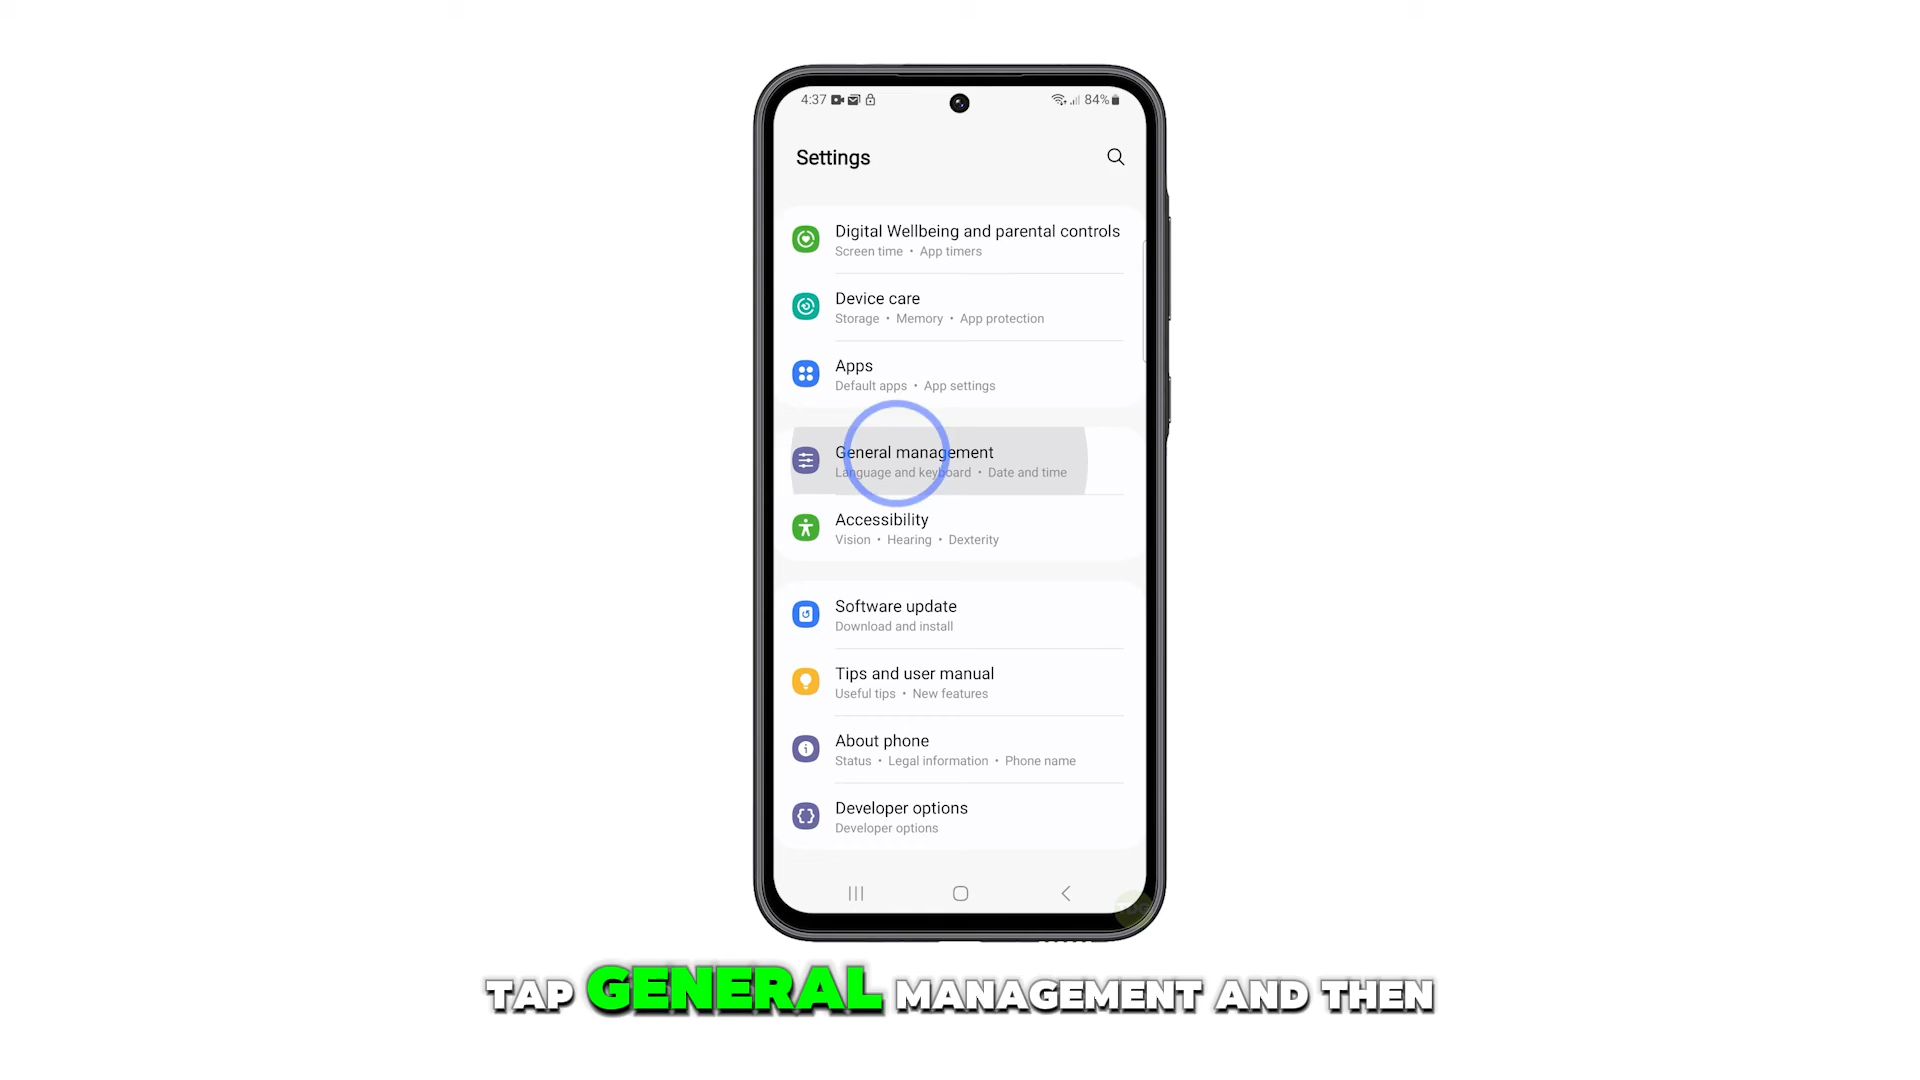 4:37 84%
Settings
Digital Wellbeing and parental controls
Screen time • App timers
Device care
Storage • Memory • App protection
Apps
Default apps • App settings
General management
Language and keyboard • Date and time
Accessibility
Vision • Hearing • Dexterity
Software update
Download and install
Tips and user manual
Useful tips • New features
About phone
Status • Legal information • Phone name
Developer options
Developer options
TAP GENERAL MANAGEMENT AND THEN